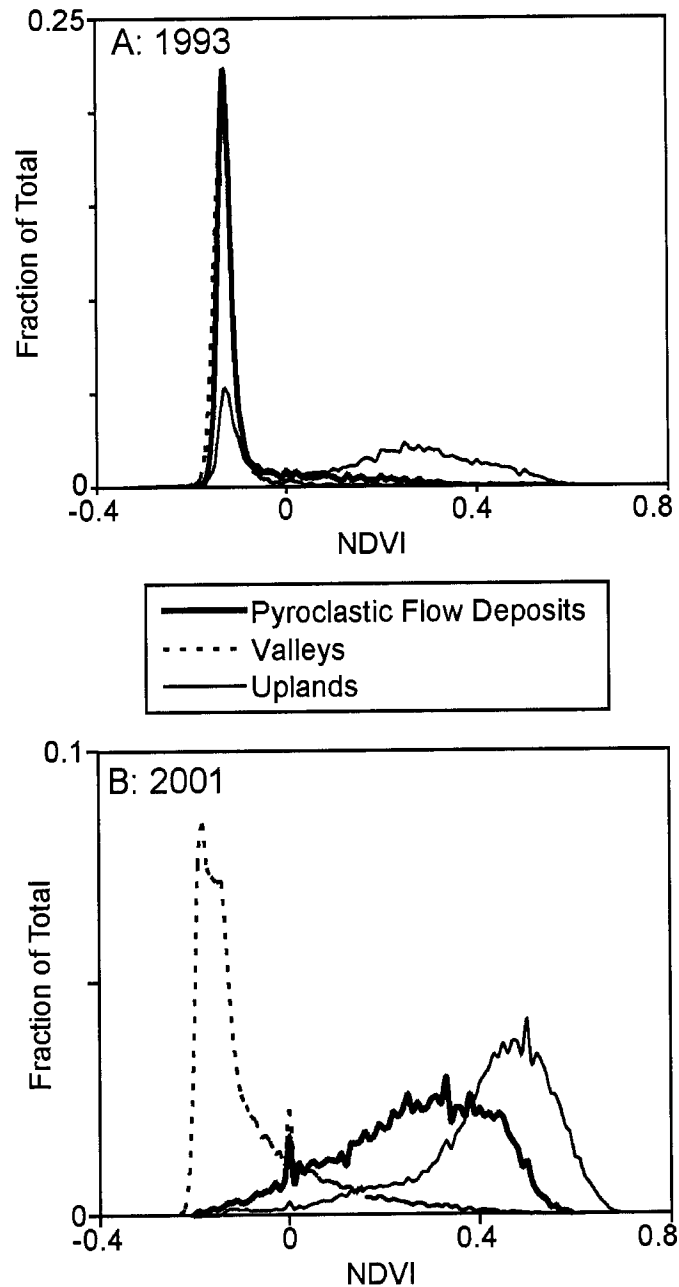 0.25
A: 1993
Fraction of Total
0
-0.4
0
0.4
0.8
NDVI
Pyroclastic Flow Deposits
Valleys
Uplands
0.1
B: 2001
Fraction of Total
0
-0.4
0
0.4
0.8
NDVI